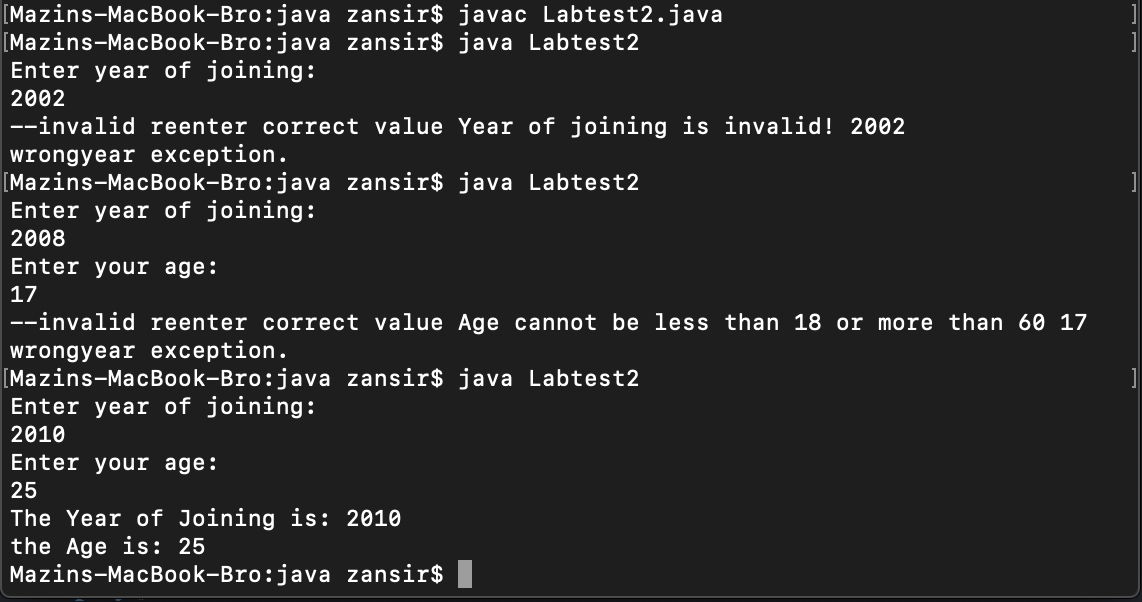 [Mazins-MacBook-Bro:java zansir$ javac Labtest2.java ]
[Mazins-MacBook-Bro:java zansir$ java Labtest2 ]
Enter year of joining:
2002
--invalid reenter correct value Year of joining is invalid! 2002
wrongyear exception.
[Mazins-MacBook-Bro:java zansir$ java Labtest2 ]
Enter year of joining:
2008
Enter your age:
17
--invalid reenter correct value Age cannot be less than 18 or more than 60 17
wrongyear exception.
[Mazins-MacBook-Bro:java zansir$ java Labtest2 ]
Enter year of joining:
2010
Enter your age:
25
The Year of Joining is: 2010
the Age is: 25
Mazins-MacBook-Bro:java zansir$